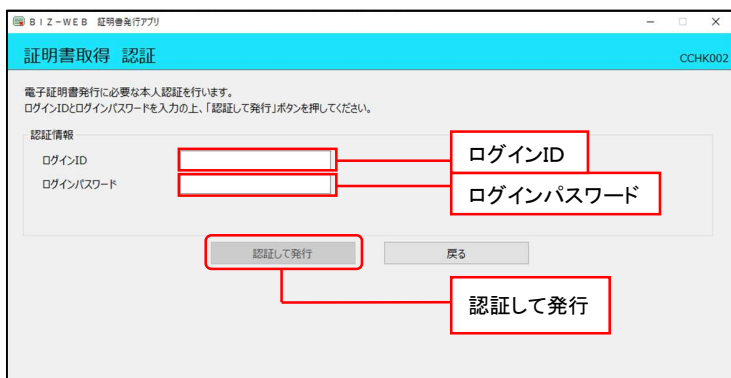 BIZ-WEB 証明書発行アプリ
証明書取得 認証
CCHK002
電子証明書発行に必要な本人認証を行います。
ログインIDとログインパスワードを入力の上、「認証して発行」ボタンを押してください。
認証情報
ログインID
ログインID
ログインパスワード
ログインパスワード
認証して発行
戻る
認証して発行